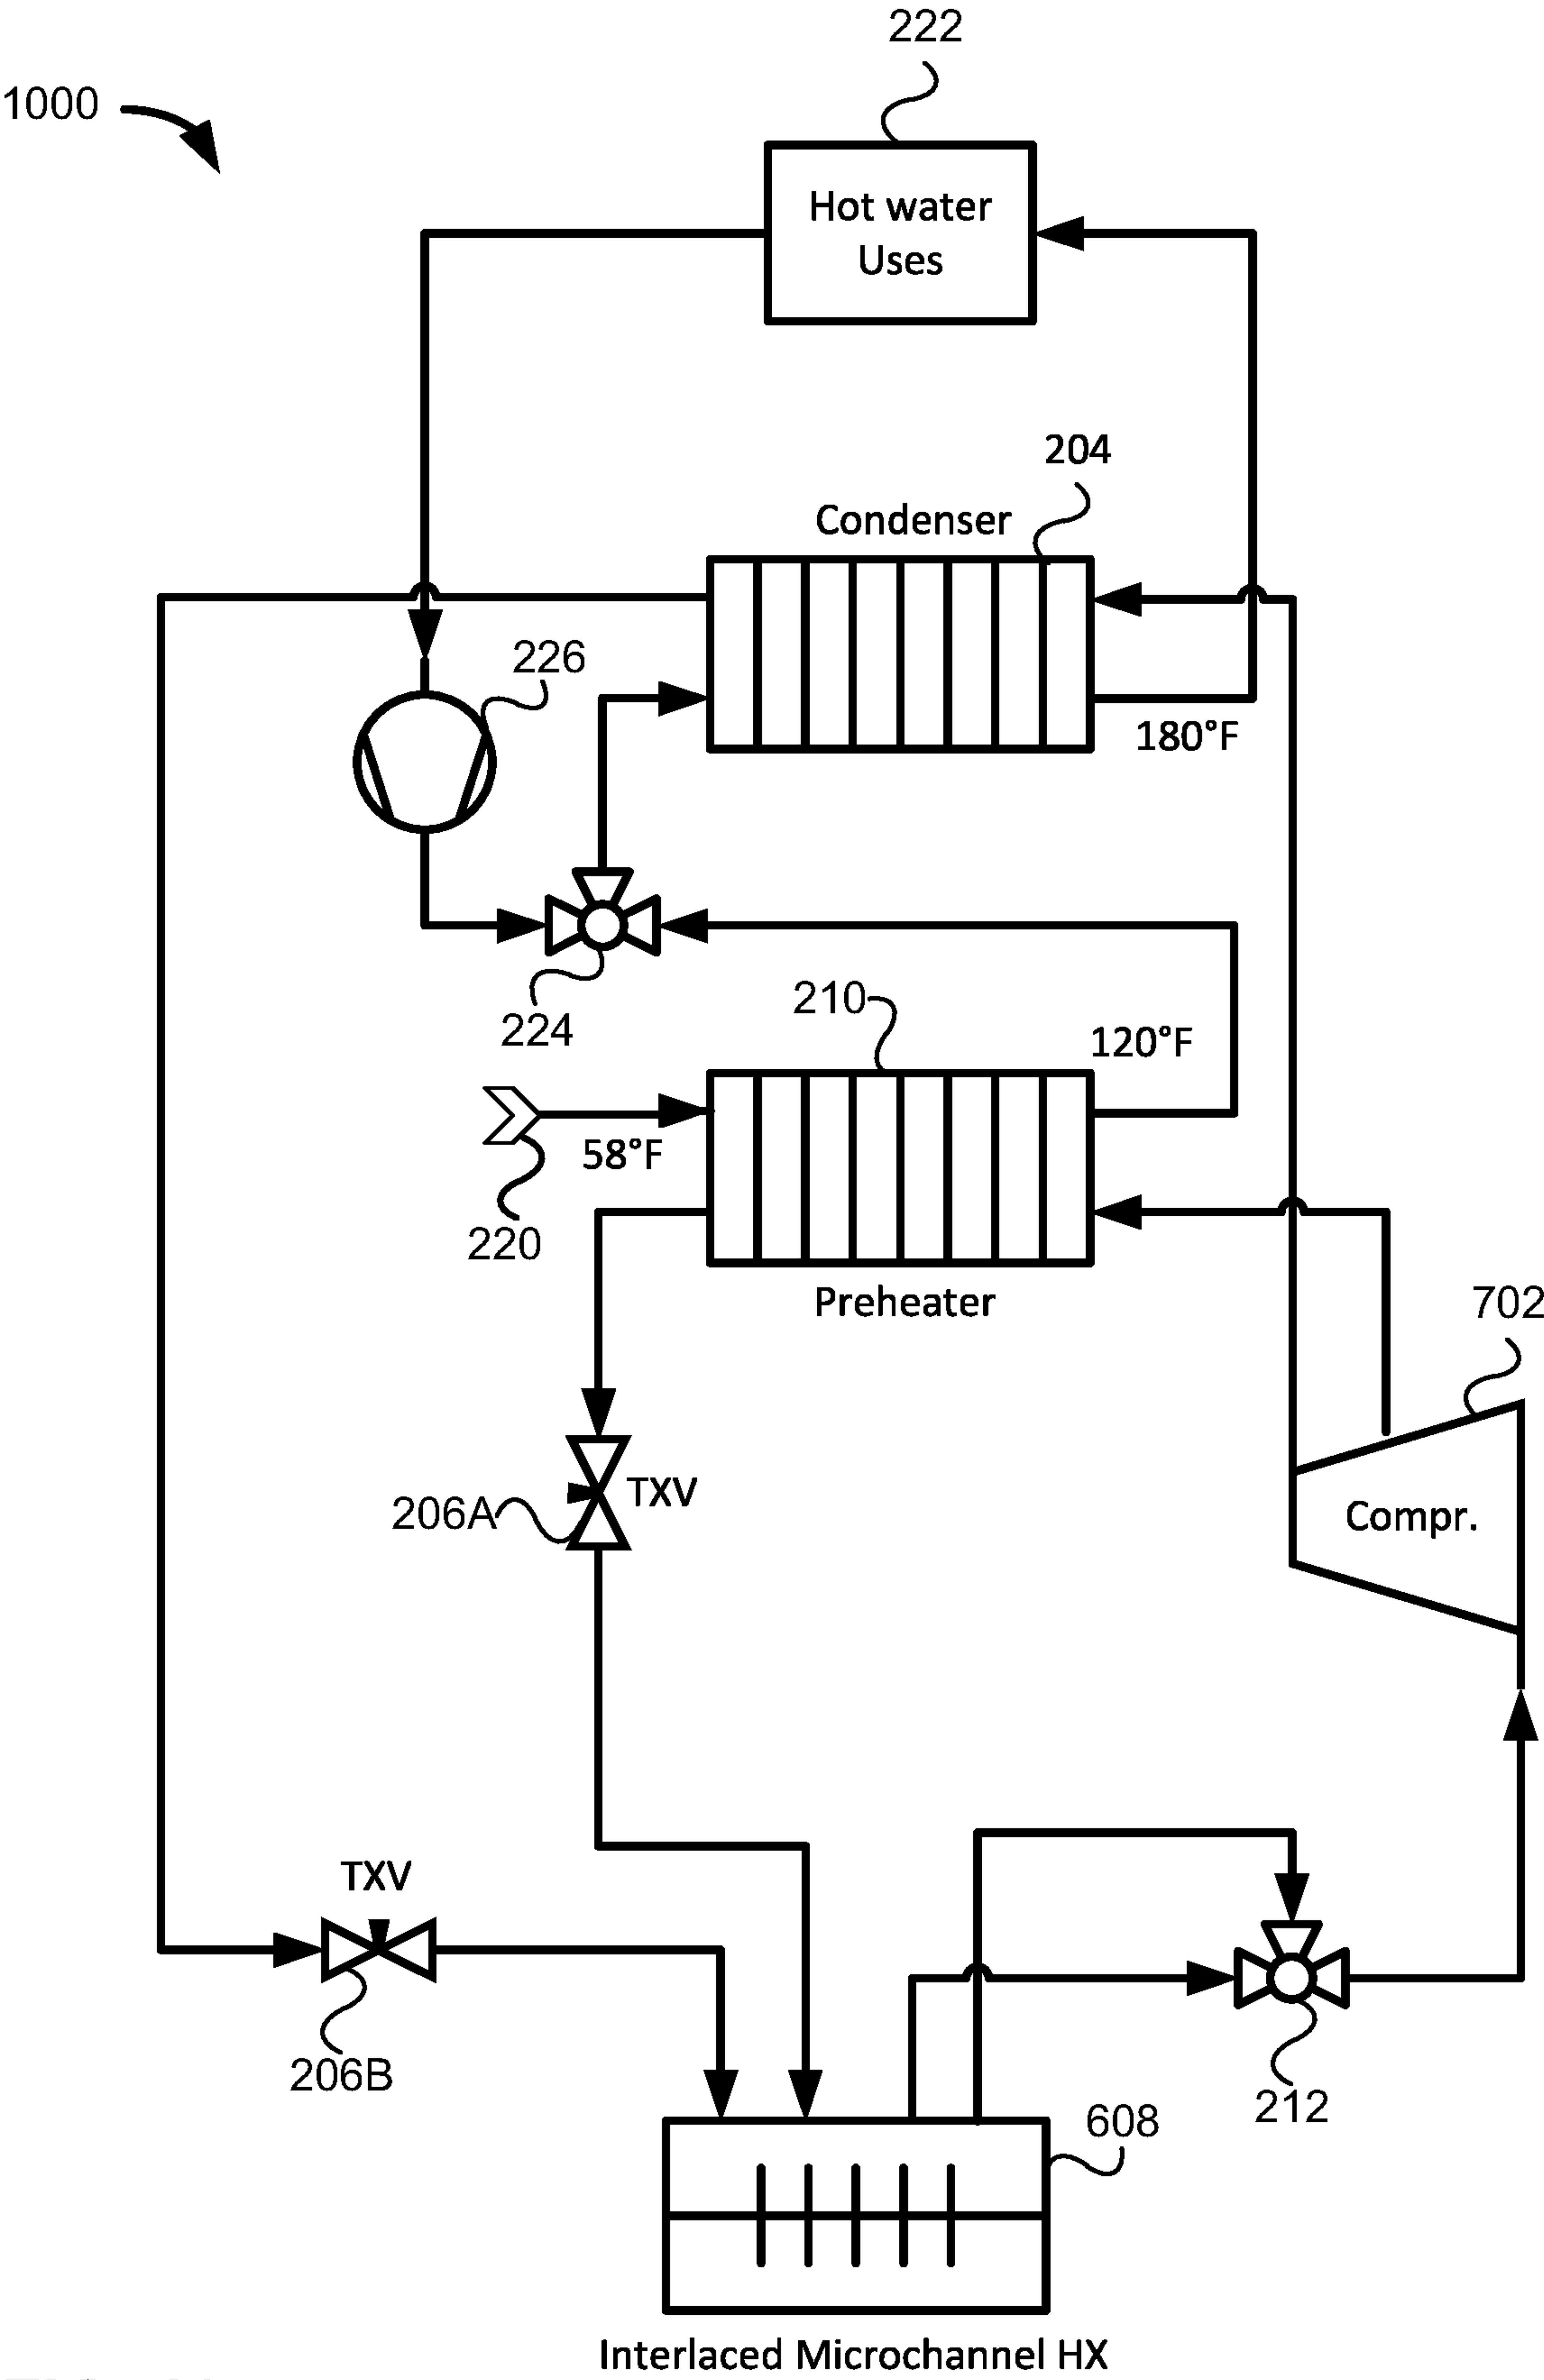 222
1000
Hot water
Uses
204
Condenser
226
180°F
224
210
120°F
58°F
220
Preheater
702
206A
TXV
Compr.
TXV
206B
212
608
Interlaced Microchannel HX